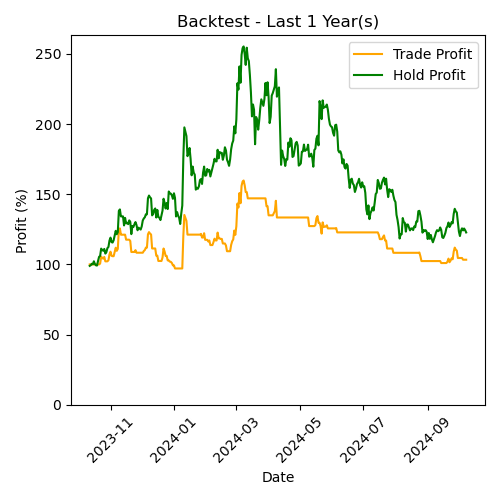 Backtest - Last 1 Year(s)
Trade Profit
Hold Profit
Profit (%)
250
200
150
100
50
0
2023-11
2024-01
2024-03
2024-05
2024-07
2024-09
Date